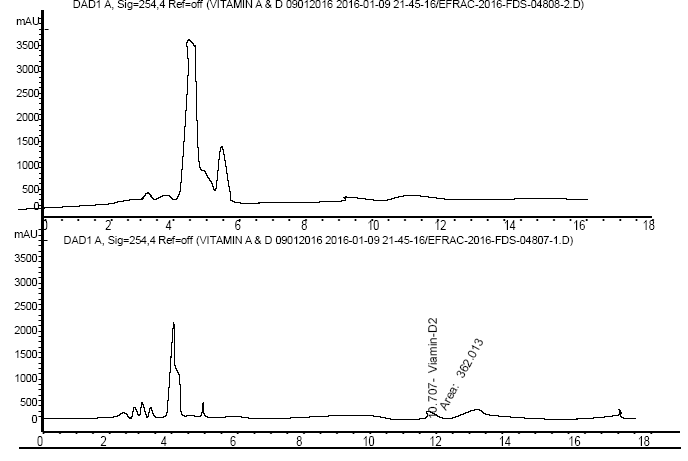 DAD1 A, Sig=254,4 Ref=off (VITAMIN A & D 09012016 2016-01-09 21-45-16/EFRAC-2016-FDS-04808-2.D)
mAU
3500
3000
2500
2000
1500
1000
500
0
2 4 6 8 10 12 14 16 18
mAU
DAD1 A, Sig=254,4 Ref=off (VITAMIN A & D 09012016 2016-01-09 21-45-16/EFRAC-2016-FDS-04807-1.D)
3500
3000
2500
2000
1500
1000
500
0
10.707- Viamin-D2
Area: 362.013
0 2 4 6 8 10 12 14 16 18